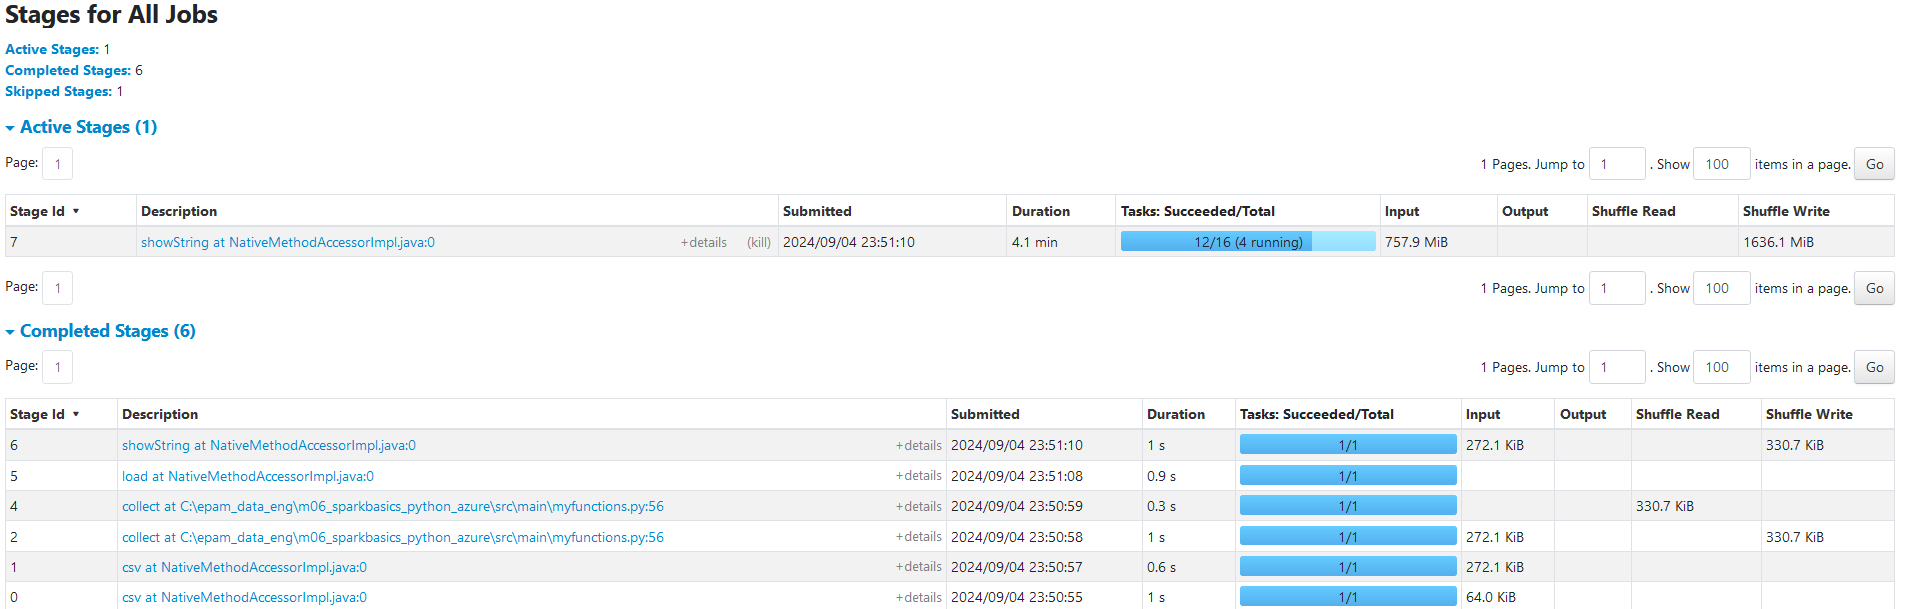 Stages for All Jobs
Active Stages: 1
Completed Stages: 6
Skipped Stages: 1
Active Stages (1)
Page: 1 1 Pages. Jump to 1 . Show 100 items in a page. Go
Stage Id Description Submitted Duration Tasks: Succeeded/Total Input Output Shuffle Read Shuffle Write
7 showString at NativeMethodAccessorImpl.java:0 +details (kill) 2024/09/04 23:51:10 4.1 min 12/16 (4 running) 757.9 MiB 1636.1 MiB
Page: 1 1 Pages. Jump to 1 . Show 100 items in a page. Go
Completed Stages (6)
Page: 1 1 Pages. Jump to 1 . Show 100 items in a page. Go
Stage Id Description Submitted Duration Tasks: Succeeded/Total Input Output Shuffle Read Shuffle Write
6 showString at NativeMethodAccessorImpl.java:0 +details 2024/09/04 23:51:10 1 s 1/1 272.1 KiB 330.7 KiB
5 load at NativeMethodAccessorImpl.java:0 +details 2024/09/04 23:51:08 0.9 s 1/1
4 collect at C:\epam_data_eng\m06_sparkbasics_python_azure\src\main\myfunctions.py:56 +details 2024/09/04 23:50:59 0.3 s 1/1 330.7 KiB
2 collect at C:\epam_data_eng\m06_sparkbasics_python_azure\src\main\myfunctions.py:56 +details 2024/09/04 23:50:58 1 s 1/1 272.1 KiB 330.7 KiB
1 csv at NativeMethodAccessorImpl.java:0 +details 2024/09/04 23:50:57 0.6 s 1/1 272.1 KiB
0 csv at NativeMethodAccessorImpl.java:0 +details 2024/09/04 23:50:55 1 s 1/1 64.0 KiB